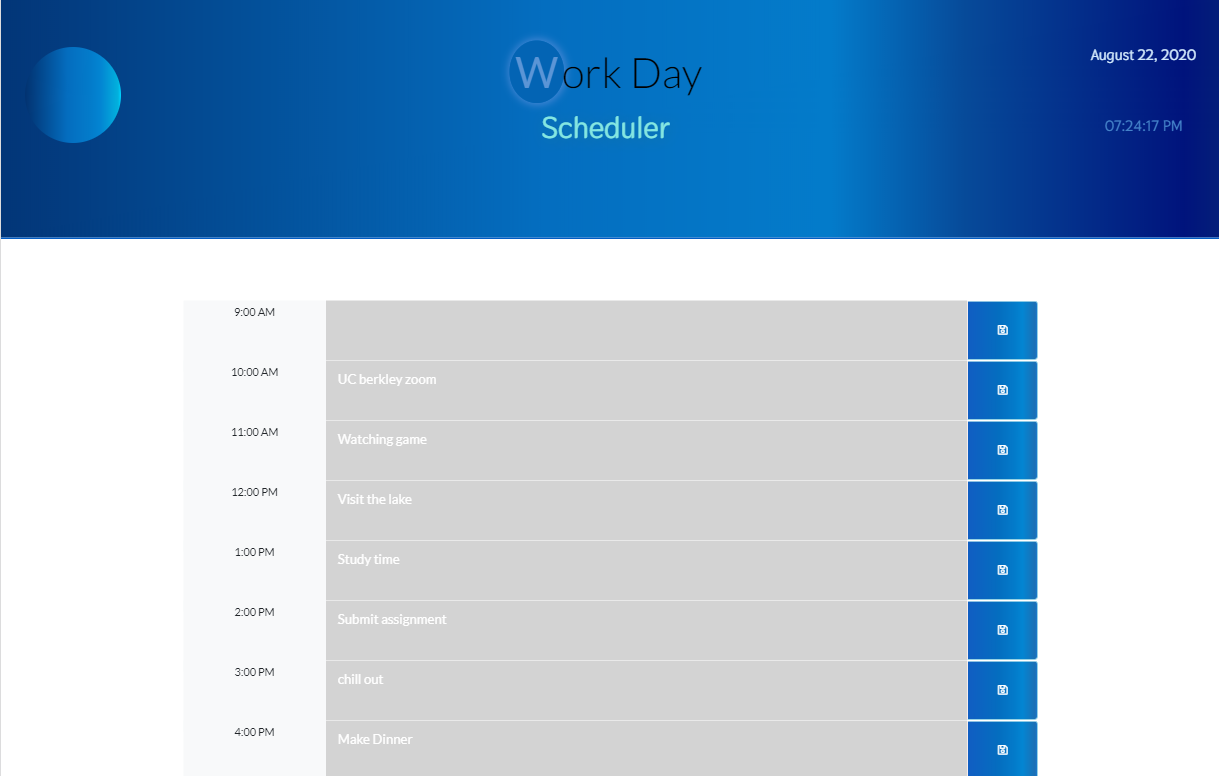 Work Day
Scheduler
August 22, 2020
07:24:17 PM
9:00 AM
10:00 AM
UC berkley zoom
11:00 AM
Watching game
12:00 PM
Visit the lake
1:00 PM
Study time
2:00 PM
Submit assignment
3:00 PM
chill out
4:00 PM
Make Dinner